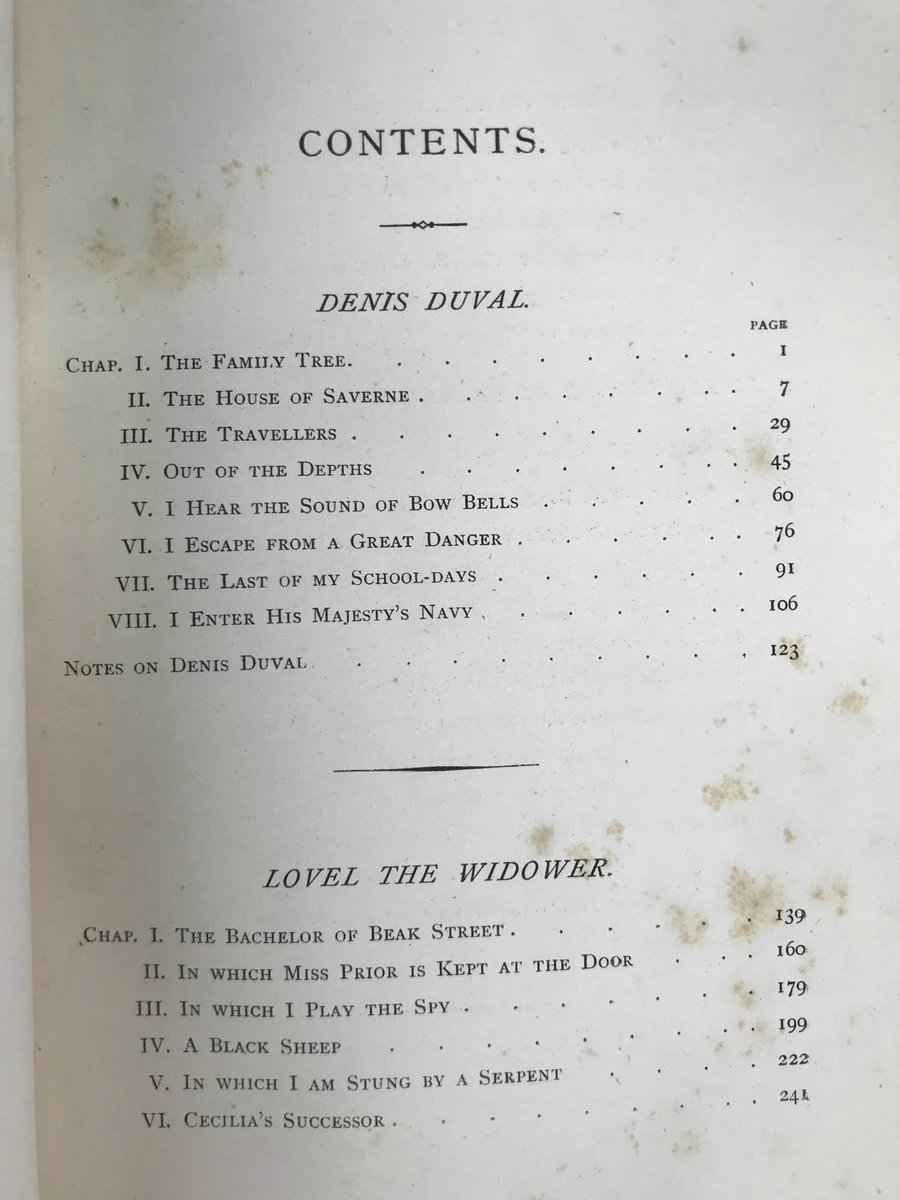 CONTENTS.
DENIS DUVAL.
PAGE
CHAP. I. THE FAMILY TREE. . . . . . . . . 1
II. THE HOUSE OF SAVERNE . . . . . . . . 7
III. THE TRAVELLERS . . . . . . . . . 29
IV. OUT OF THE DEPTHS . . . . . . . . 45
V. I HEAR THE SOUND OF BOW BELLS . . . . . 60
VI. I ESCAPE FROM A GREAT DANGER . . . . . 76
VII. THE LAST OF MY SCHOOL-DAYS . . . . . . 91
VIII. I ENTER HIS MAJESTY'S NAVY . . . . . . . 106
NOTES ON DENIS DUVAL . . . . . . . . . . 123
LOVEL THE WIDOWER.
CHAP. I. THE BACHELOR OF BEAK STREET . . . . . . 139
II. IN WHICH MISS PRIOR IS KEPT AT THE DOOR . . . 160
III. IN WHICH I PLAY THE SPY . . . . . . . 179
IV. A BLACK SHEEP . . . . . . . . . 199
V. IN WHICH I AM STUNG BY A SERPENT . . . . 222
VI. CECILIA'S SUCCESSOR . . . . . . . . 241